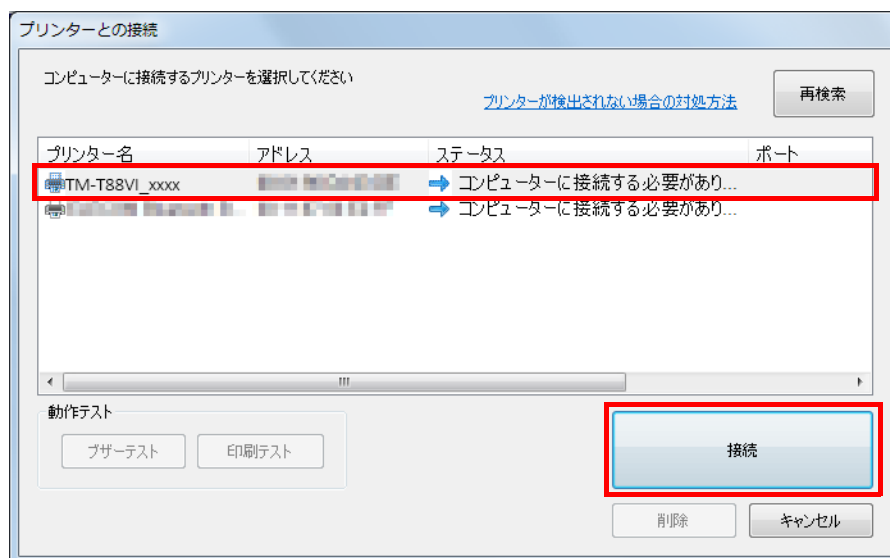 プリンターとの接続
コンピューターに接続するプリンターを選択してください
プリンターが検出されない場合の対処方法
再検索
プリンター名 アドレス ステータス ポート
TM-T88VI_xxxx コンピューターに接続する必要があり...
コンピューターに接続する必要があり...
動作テスト
ブザーテスト 印刷テスト 接続
削除 キャンセル